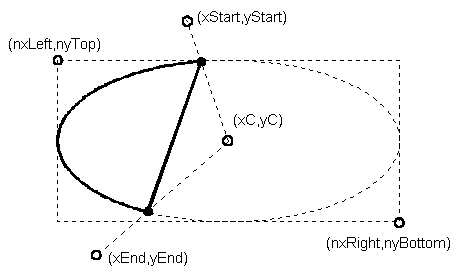 (xStart,yStart)
(nxLeft,nyTop)
(xC,yC)
(nxRight,nyBottom)
(xEnd,yEnd)